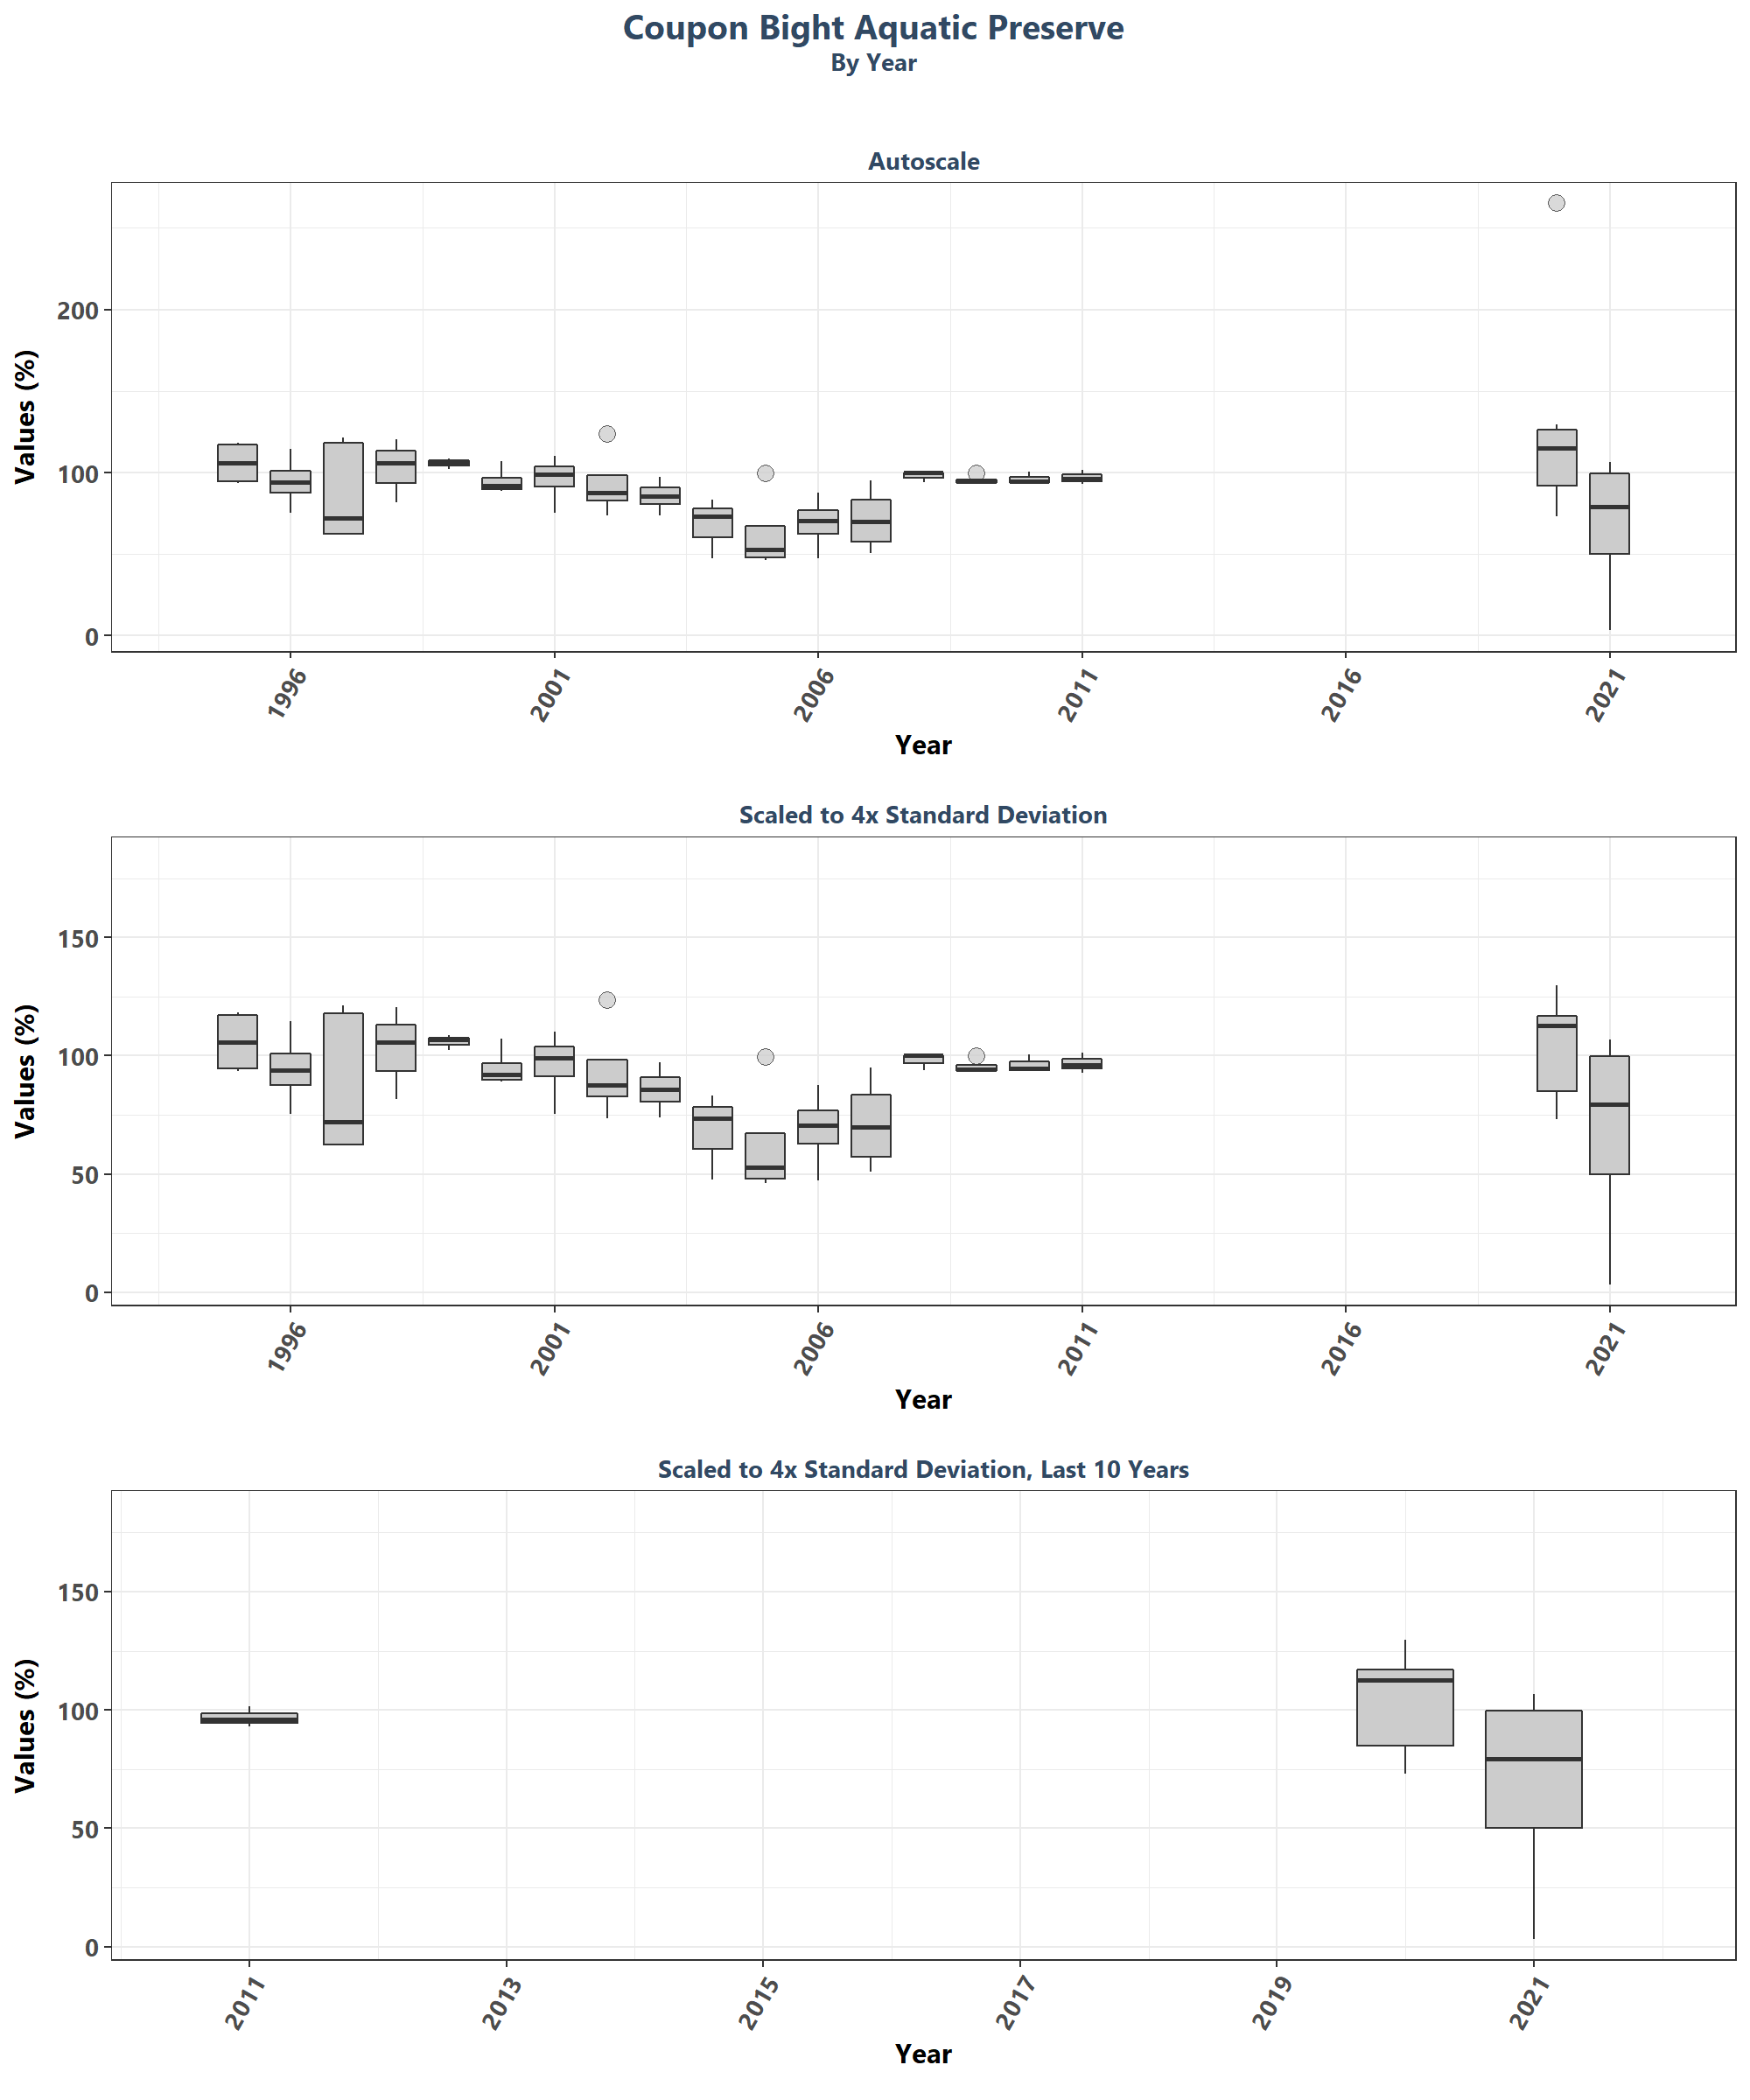 Coupon Bight Aquatic Preserve
By Year
Autoscale
Values (%)
200
100
0
1996
2001
2006
2011
2016
2021
Year
Scaled to 4x Standard Deviation
Values (%)
150
100
50
0
1996
2001
2006
2011
2016
2021
Year
Scaled to 4x Standard Deviation, Last 10 Years
Values (%)
150
100
50
0
2011
2013
2015
2017
2019
2021
Year